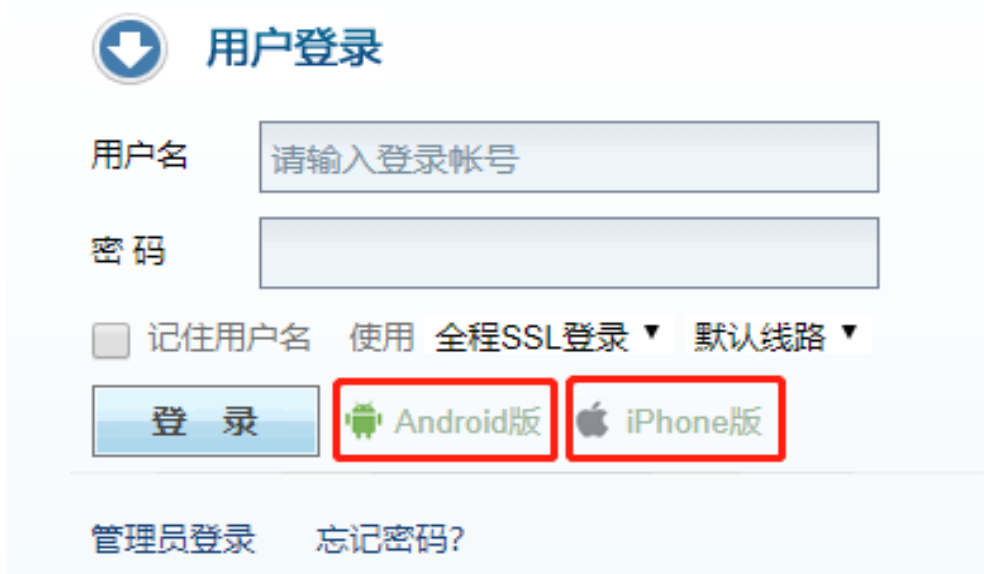 用户登录
用户名 请输入登录帐号
密 码
记住用户名 使用 全程SSL登录 默认线路
登 录 Android版 iPhone版
管理员登录 忘记密码?